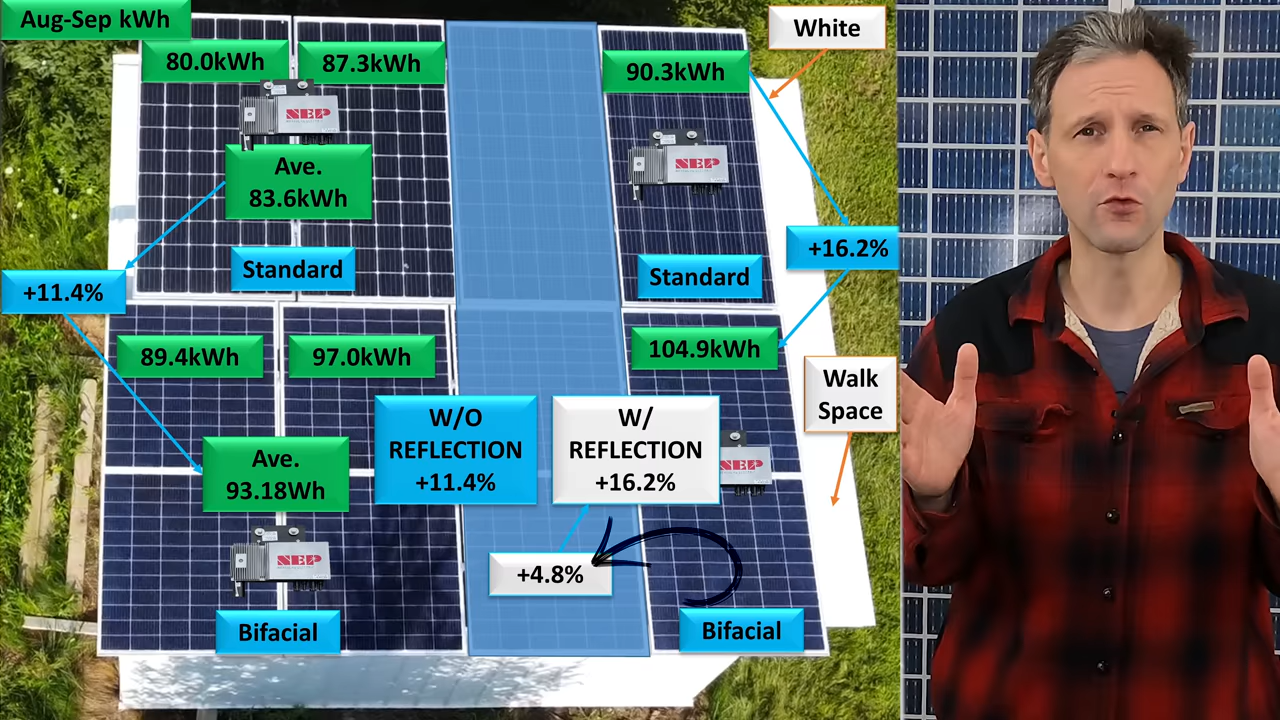 Aug-Sep kWh
White
80.0kWh
87.3kWh
90.3kWh
NEP
NEP
Ave.
83.6kWh
+16.2%
Standard
Standard
+11.4%
89.4kWh
97.0kWh
104.9kWh
Walk
Space
W/O
REFLECTION
+11.4%
W/
REFLECTION
+16.2%
Ave.
93.18Wh
NEP
NEP
+4.8%
Bifacial
Bifacial